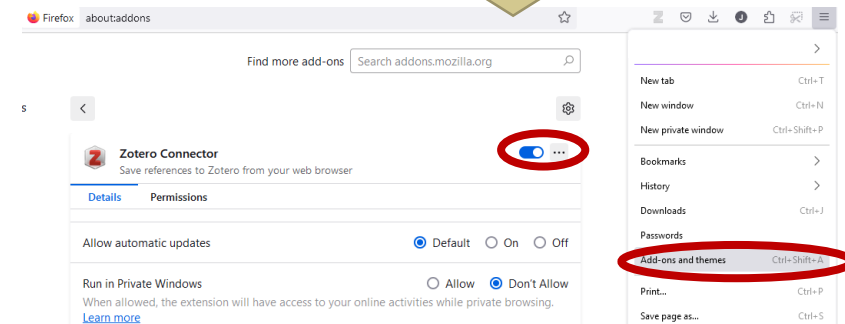 Firefox about:addons
Find more add-ons Search addons.mozilla.org
s
Z
Zotero Connector
Save references to Zotero from your web browser
Details Permissions
Allow automatic updates Default On Off
Run in Private Windows Allow Don't Allow
When allowed, the extension will have access to your online activities while private browsing.
Learn more
Z J
New tab Ctrl+T
New window Ctrl+N
New private window Ctrl+Shift+P
Bookmarks
History
Downloads Ctrl+J
Passwords
Add-ons and themes Ctrl+Shift+A
Print... Ctrl+P
Save page as... Ctrl+S